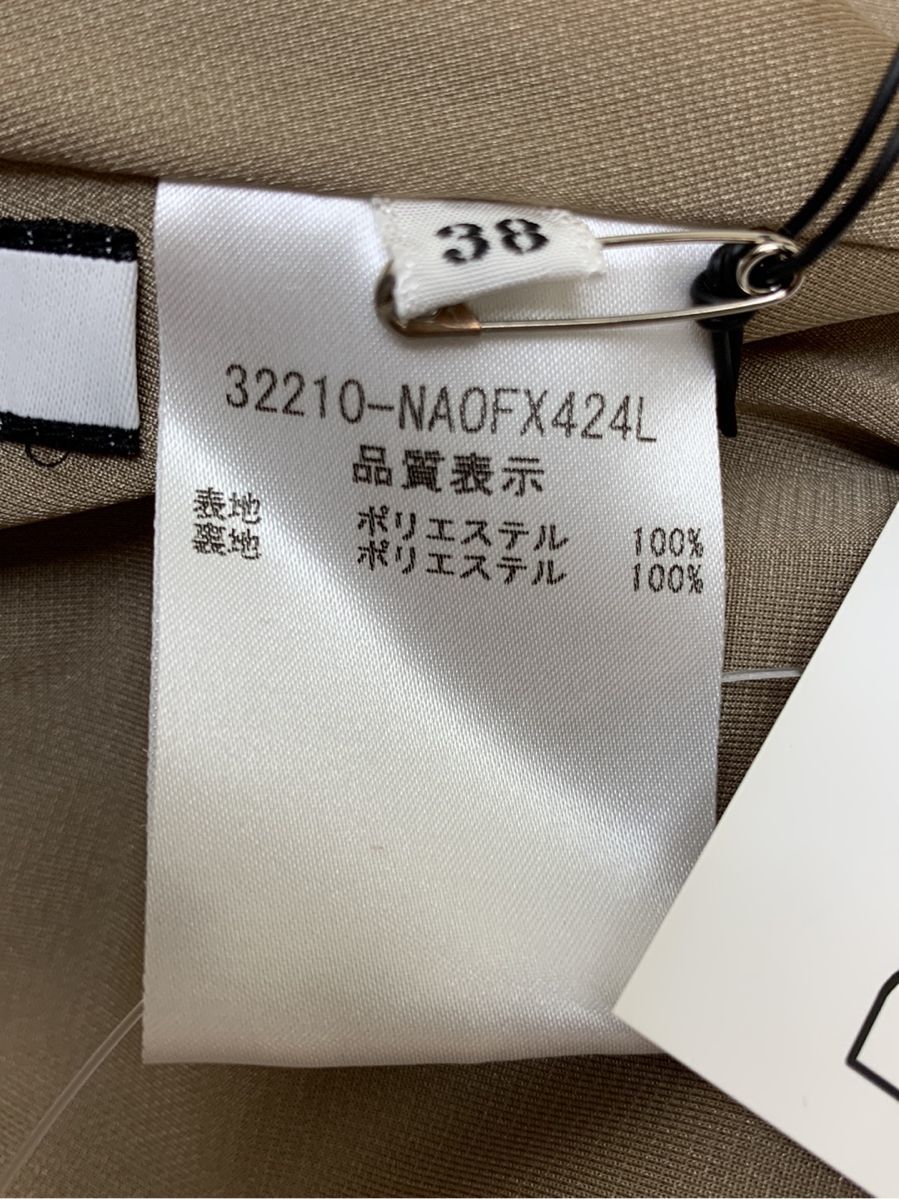 38
32210-NAOFX424L
品質表示
表地 ポリエステル 100%
裏地 ポリエステル 100%